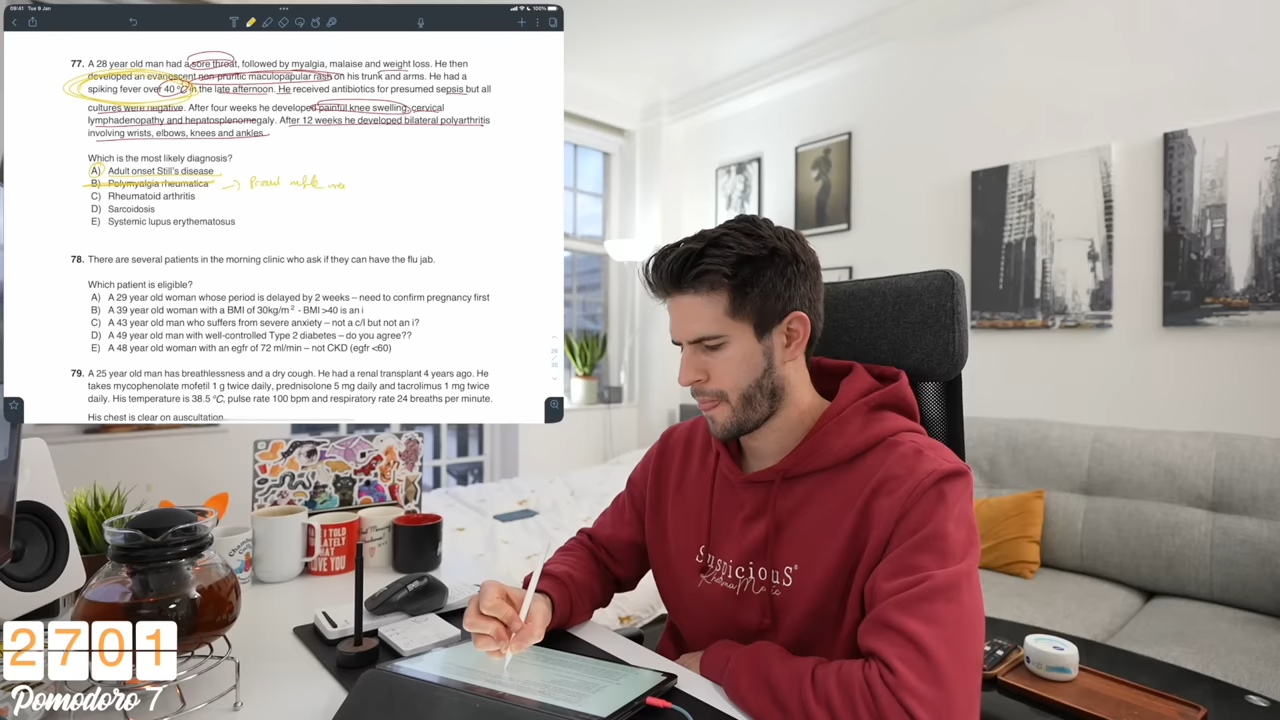 09:41 Tue 9 Jan
100%
77. A 28 year old man had a sore throat, followed by myalgia, malaise and weight loss. He then
developed an evanescent non pruritic maculopapular rash on his trunk and arms. He had a
spiking fever over 40 °C in the late afternoon. He received antibiotics for presumed sepsis but all
cultures were negative. After four weeks he developed painful knee swelling, cervical
lymphadenopathy and hepatosplenomegaly. After 12 weeks he developed bilateral polyarthritis
involving wrists, elbows, knees and ankles.
Which is the most likely diagnosis?
A) Adult onset Still's disease
B) Polymyalgia rheumatica
C) Rheumatoid arthritis
D) Sarcoidosis
E) Systemic lupus erythematosus
78. There are several patients in the morning clinic who ask if they can have the flu jab.
Which patient is eligible?
A) A 29 year old woman whose period is delayed by 2 weeks – need to confirm pregnancy first
B) A 39 year old woman with a BMI of 30kg/m² - BMI >40 is an i
C) A 43 year old man who suffers from severe anxiety – not a c/I but not an i?
D) A 49 year old man with well-controlled Type 2 diabetes – do you agree??
E) A 48 year old woman with an egfr of 72 ml/min – not CKD (egfr <60)
79. A 25 year old man has breathlessness and a dry cough. He had a renal transplant 4 years ago. He
takes mycophenolate mofetil 1 g twice daily, prednisolone 5 mg daily and tacrolimus 1 mg twice
daily. His temperature is 38.5 °C, pulse rate 100 bpm and respiratory rate 24 breaths per minute.
His chest is clear on auscultation.
28
35
I TOLD
LATELY
THAT
LOVE YOU
SuspiciouS
2701
Pomodoro 7